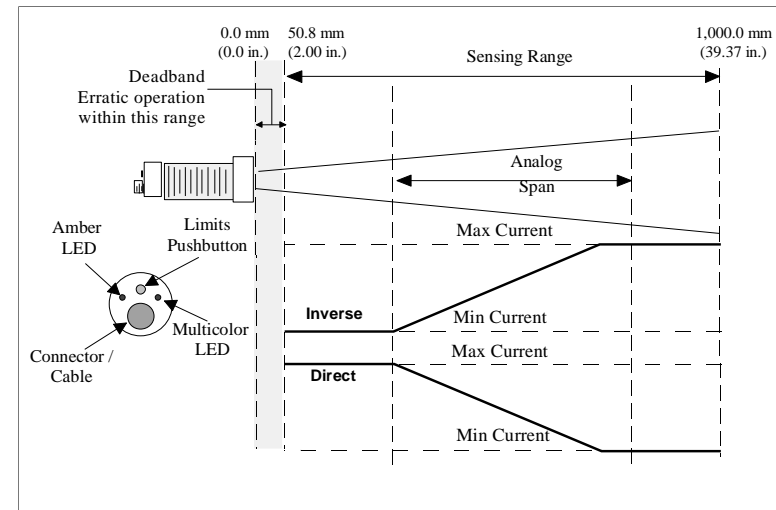 0.0 mm
(0.0 in.)
50.8 mm
(2.00 in.)
1,000.0 mm
(39.37 in.)
Sensing Range
Deadband
Erratic operation
within this range
Analog
Span
Amber
LED
Limits
Pushbutton
Max Current
Inverse
Min Current
Multicolor
LED
Connector /
Cable
Max Current
Direct
Min Current